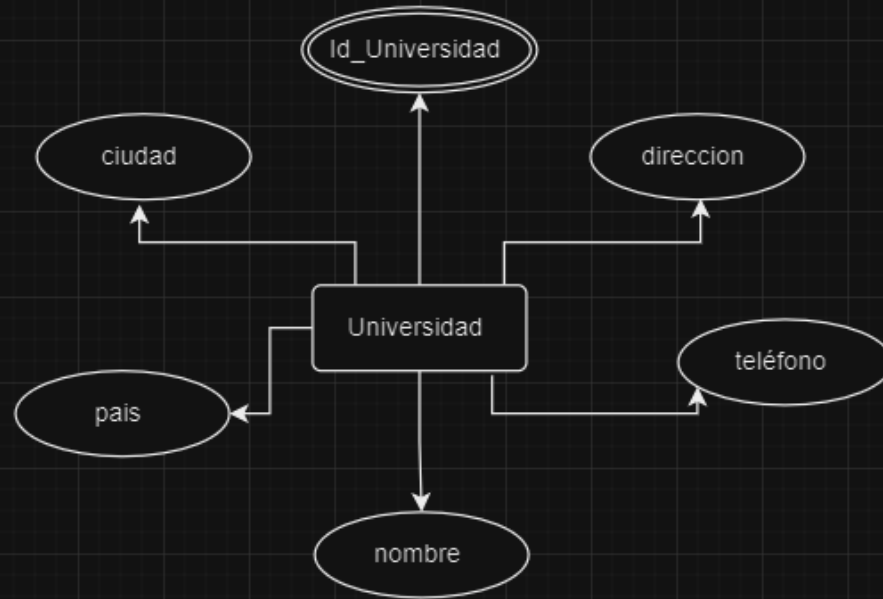 Id_Universidad
ciudad
direccion
Universidad
teléfono
pais
nombre